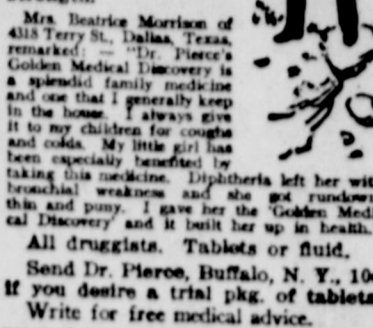 Mrs. Beatrice Morrison of
4318 Terry St., Dallas, Texas,
remarked: — "Dr. Pierce's
Golden Medical Discovery is
a splendid family medicine
and one that I generally keep
in the house. I always give
it to my children for coughs
and colds. My little girl has
been especially benefited by
taking this medicine. Diphtheria left her wit
bronchial weakness and she got rundown
thin and puny. I gave her the 'Golden Medi
cal Discovery' and it built her up in health.
All druggists. Tablets or fluid.
Send Dr. Pierce, Buffalo, N. Y., 10
if you desire a trial pkg. of tablets
Write for free medical advice.